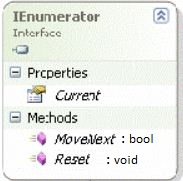 IEnumerator
Interface
Properties
Current
Methods
MoveNext : bool
Reset : void